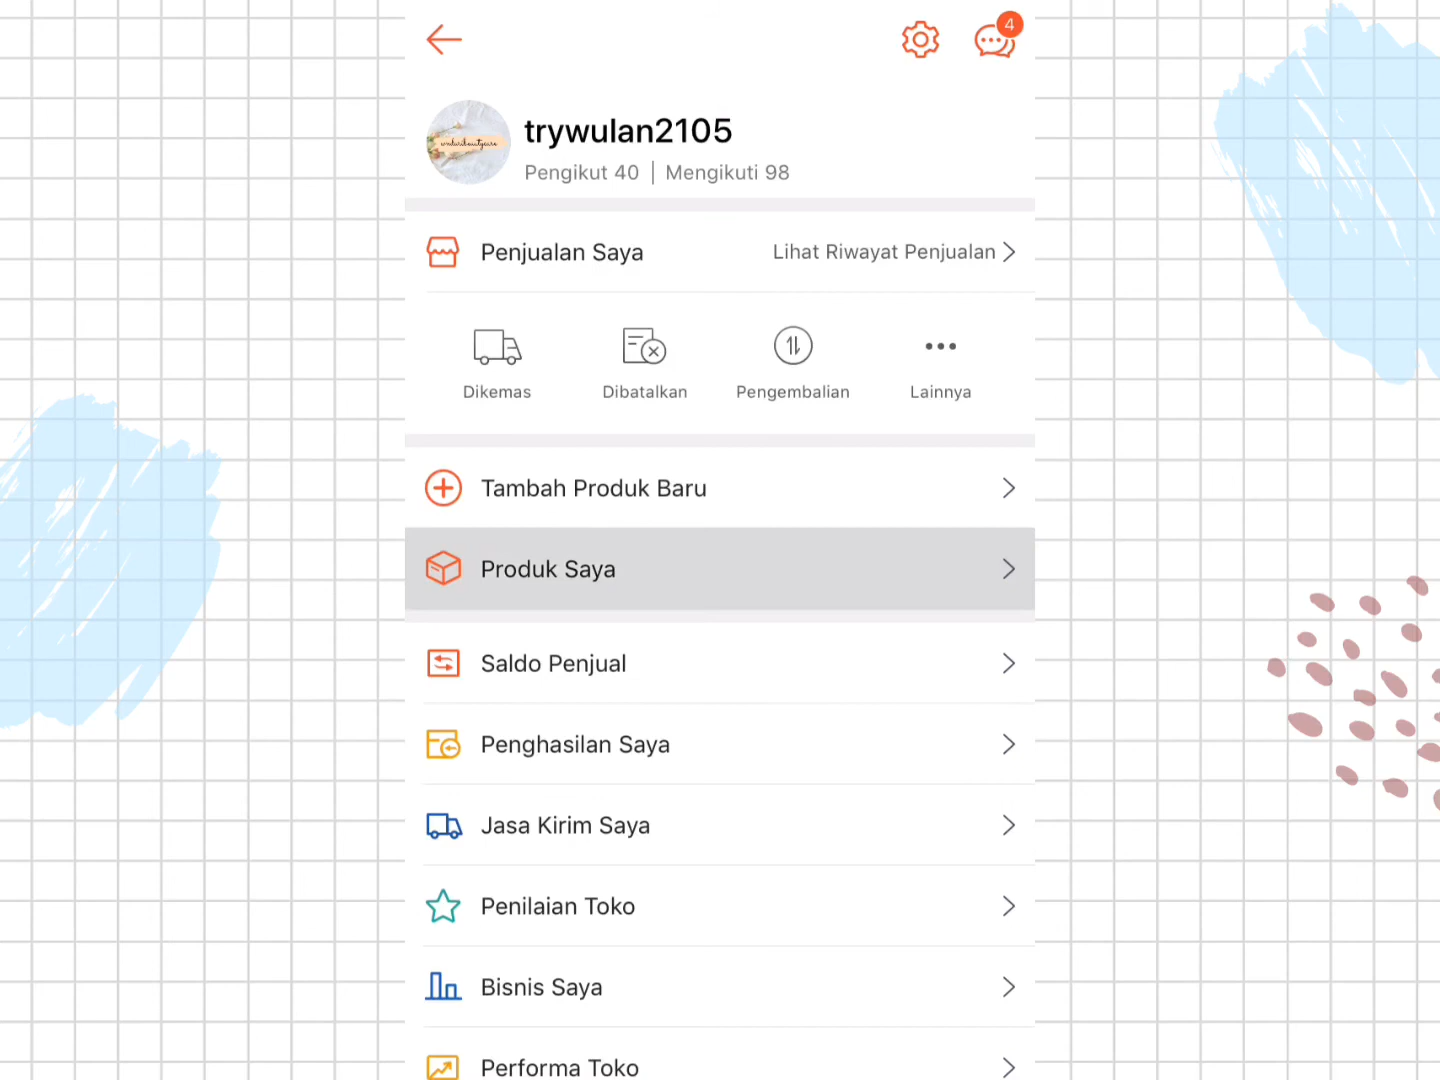 4
trywulan2105
Pengikut 40 | Mengikuti 98
Penjualan Saya
Lihat Riwayat Penjualan
Dikemas
Dibatalkan
Pengembalian
Lainnya
Tambah Produk Baru
Produk Saya
Saldo Penjual
Penghasilan Saya
Jasa Kirim Saya
Penilaian Toko
Bisnis Saya
Performa Toko